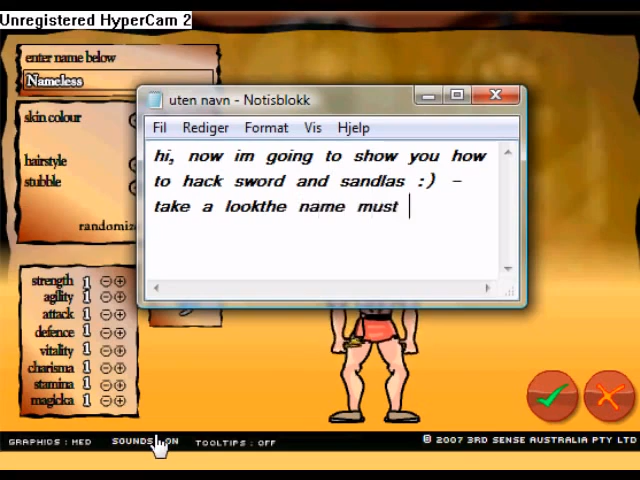 Unregistered HyperCam 2
enter name below
Nameless
skin colour
hairstyle
stubble
uten navn - Notisblokk
Fil Rediger Format Vis Hjelp
hi, now im going to show you how
to hack sword and sandlas :) -
take a lookthe name must
strength 1
agility 1
attack 1
defence 1
vitality 1
charisma 1
stamina 1
magicka 1
GRAPHICS : MED SOUNDS : ON TOOLTIPS : OFF
© 2007 3RD SENSE AUSTRALIA PTY LTD